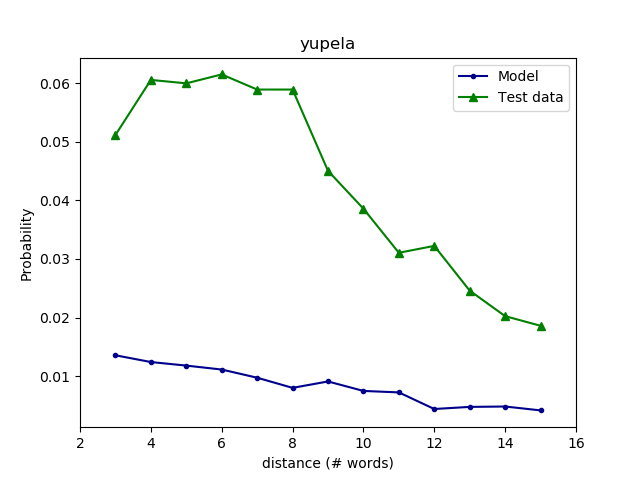 yupela
Model
Test data
Probability
0.06
0.05
0.04
0.03
0.02
0.01
2 4 6 8 10 12 14 16
distance (# words)